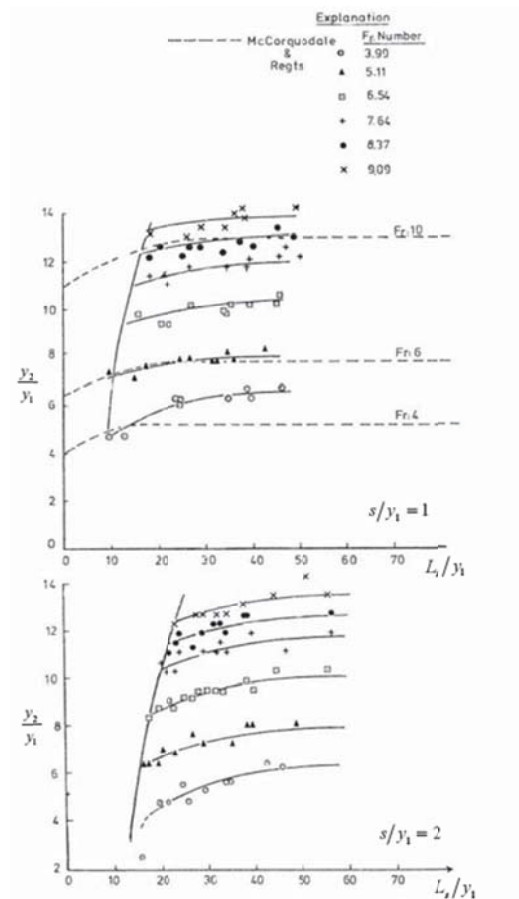 Explanation
McCorquodale
&
Regts
Fr. Number
3.99
5.11
6.54
7.64
8.37
9.09
14
12
10
8
6
4
2
0
y2
y1
Fr: 10
Fr: 6
Fr: 4
s/y1 = 1
0 10 20 30 40 50 60 70
Li/y1
14
12
10
8
6
4
2
y2
y1
s/y1 = 2
0 10 20 30 40 50 60 70
Ls/y1